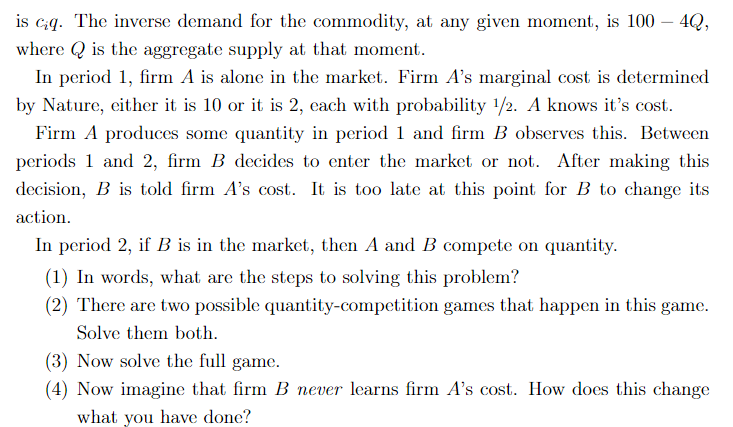 is cᵢq. The inverse demand for the commodity, at any given moment, is 100 − 4Q,
where Q is the aggregate supply at that moment.
In period 1, firm A is alone in the market. Firm A's marginal cost is determined
by Nature, either it is 10 or it is 2, each with probability 1/2. A knows it's cost.
Firm A produces some quantity in period 1 and firm B observes this. Between
periods 1 and 2, firm B decides to enter the market or not. After making this
decision, B is told firm A's cost. It is too late at this point for B to change its
action.
In period 2, if B is in the market, then A and B compete on quantity.
(1) In words, what are the steps to solving this problem?
(2) There are two possible quantity-competition games that happen in this game.
Solve them both.
(3) Now solve the full game.
(4) Now imagine that firm B never learns firm A's cost. How does this change
what you have done?